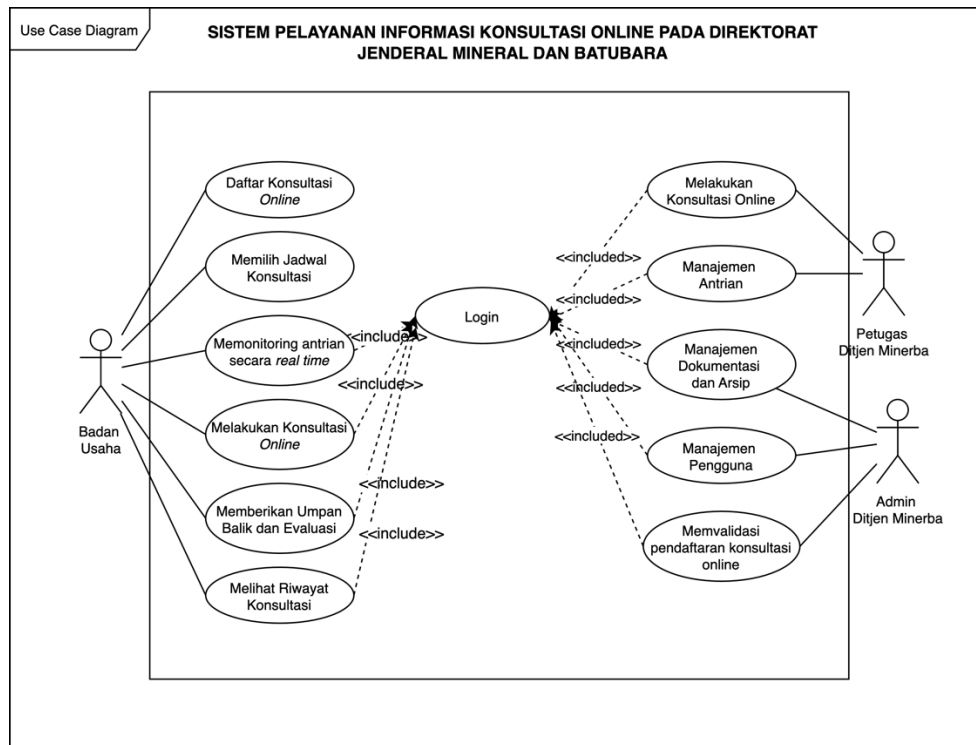 Use Case Diagram
SISTEM PELAYANAN INFORMASI KONSULTASI ONLINE PADA DIREKTORAT
JENDERAL MINERAL DAN BATUBARA
Daftar Konsultasi
Online
Memilih Jadwal
Konsultasi
Memonitoring antrian
secara real time
Melakukan Konsultasi
Online
Memberikan Umpan
Balik dan Evaluasi
Melihat Riwayat
Konsultasi
Badan
Usaha
<<include>>
<<include>>
<<include>>
<<include>>
Login
<<included>>
<<included>>
<<included>>
<<included>>
<<included>>
Melakukan
Konsultasi Online
Manajemen
Antrian
Manajemen
Dokumentasi
dan Arsip
Manajemen
Pengguna
Memvalidasi
pendaftaran konsultasi
online
Petugas
Ditjen Minerba
Admin
Ditjen Minerba